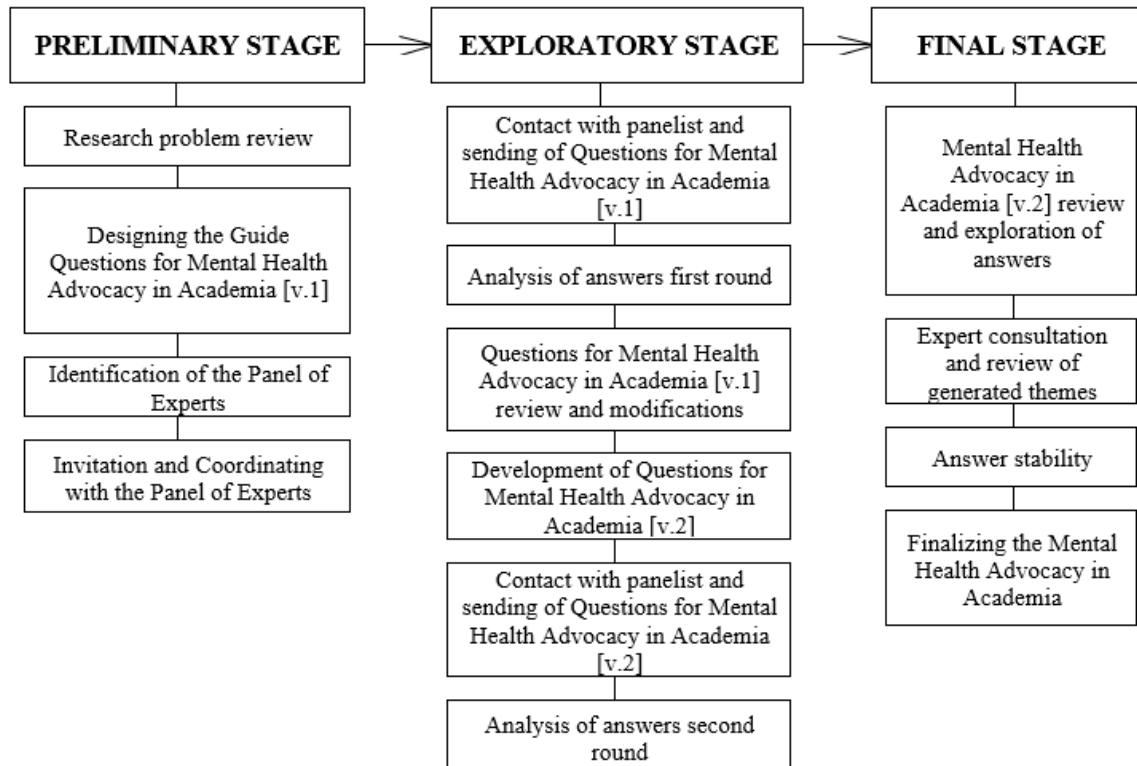 PRELIMINARY STAGE
Research problem review
Designing the Guide
Questions for Mental Health
Advocacy in Academia [v.1]
Identification of the Panel of
Experts
Invitation and Coordinating
with the Panel of Experts
EXPLORATORY STAGE
Contact with panelist and
sending of Questions for Mental
Health Advocacy in Academia
[v.1]
Analysis of answers first round
Questions for Mental Health
Advocacy in Academia [v.1]
review and modifications
Development of Questions for
Mental Health Advocacy in
Academia [v.2]
Contact with panelist and
sending of Questions for Mental
Health Advocacy in Academia
[v.2]
Analysis of answers second
round
FINAL STAGE
Mental Health
Advocacy in
Academia [v.2] review
and exploration of
answers
Expert consultation
and review of
generated themes
Answer stability
Finalizing the Mental
Health Advocacy in
Academia